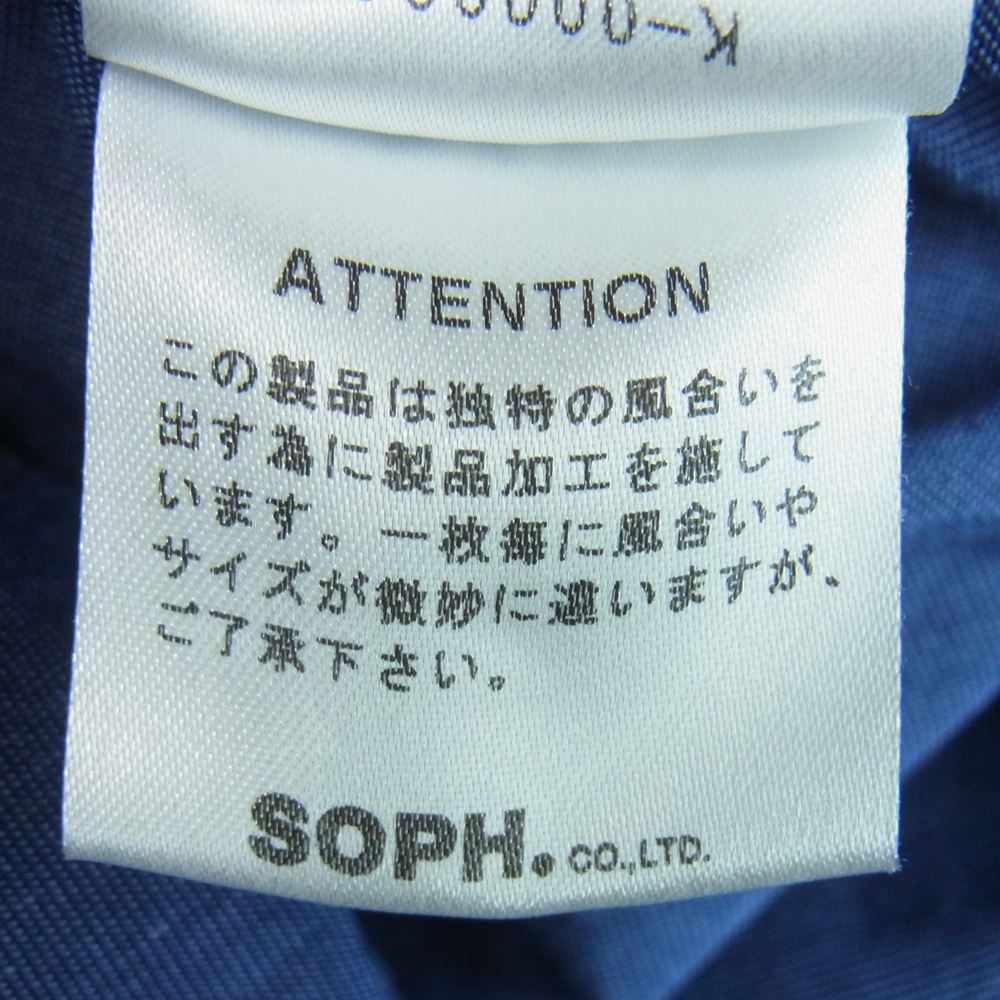 ATTENTION
この製品は独特の風合いを
出す為に製品加工を施して
います。一枚無に風合いや
サイズが微妙に違いますが、
ご了承下さい。
SOPH. CO.,LTD.